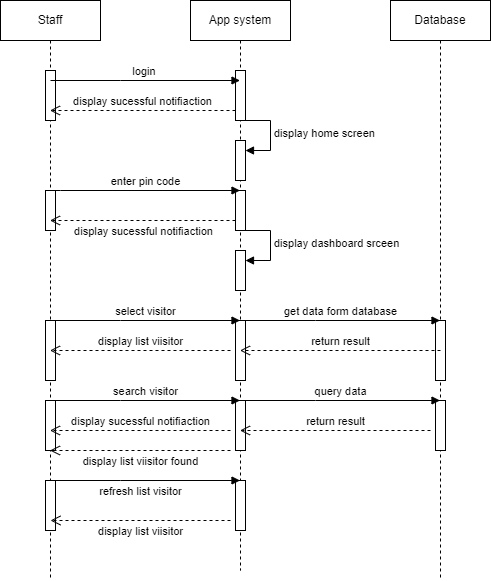 Staff
App system
Database
login
display sucessful notifiaction
display home screen
enter pin code
display sucessful notifiaction
display dashboard srceen
select visitor
get data form database
display list viisitor
return result
search visitor
query data
display sucessful notifiaction
return result
display list viisitor found
refresh list visitor
display list viisitor